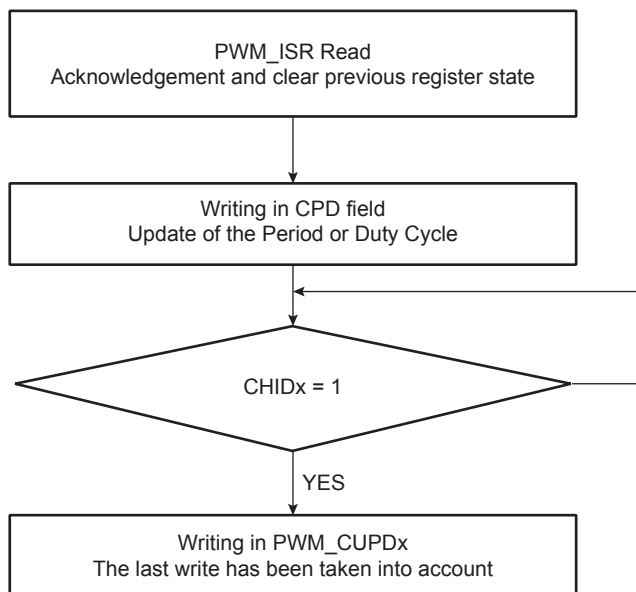 PWM_ISR Read
Acknowledgement and clear previous register state
Writing in CPD field
Update of the Period or Duty Cycle
CHIDx = 1
YES
Writing in PWM_CUPDx
The last write has been taken into account